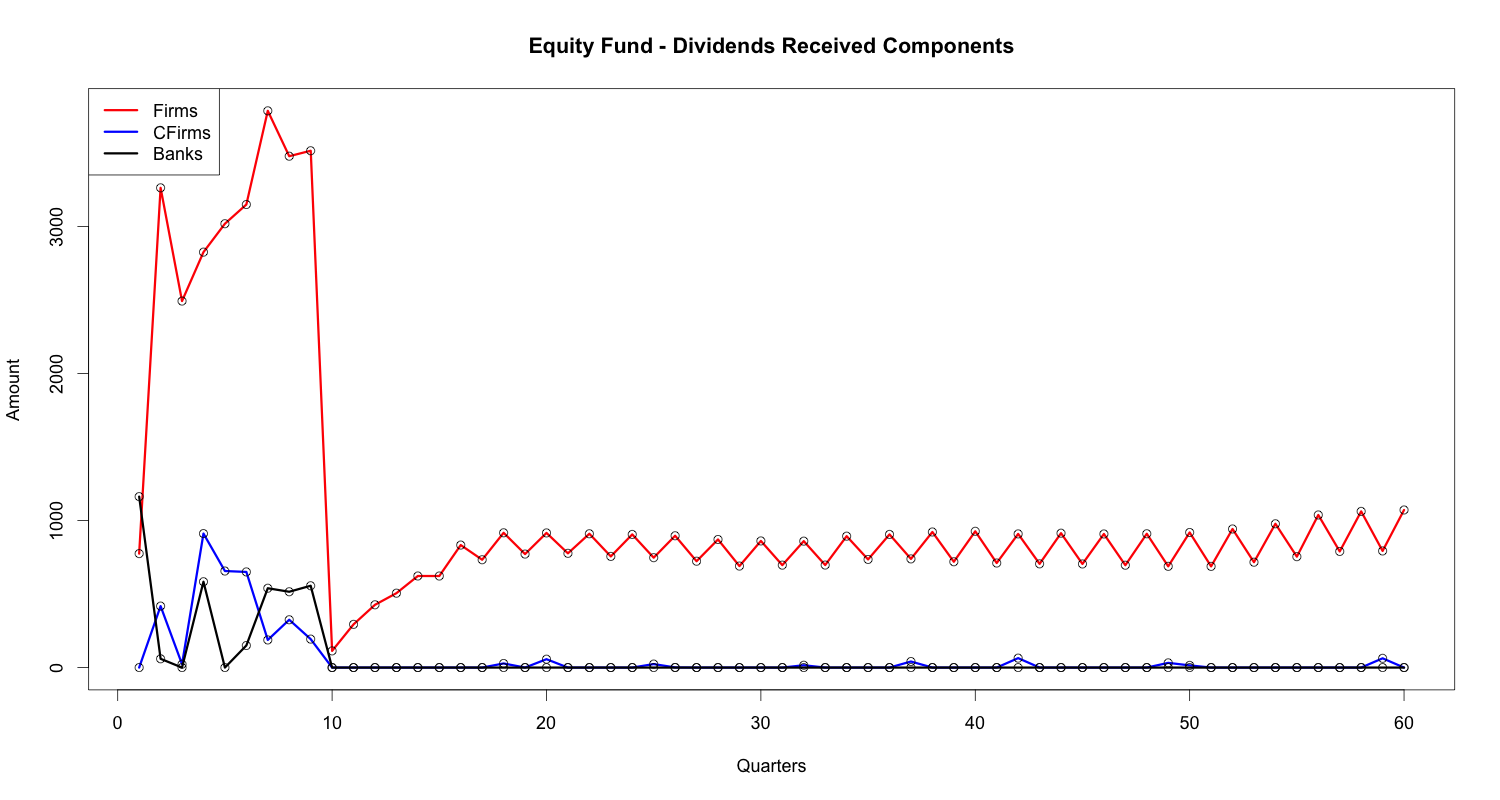 Equity Fund - Dividends Received Components
Firms
CFirms
Banks
Amount
3000
2000
1000
0
0 10 20 30 40 50 60
Quarters